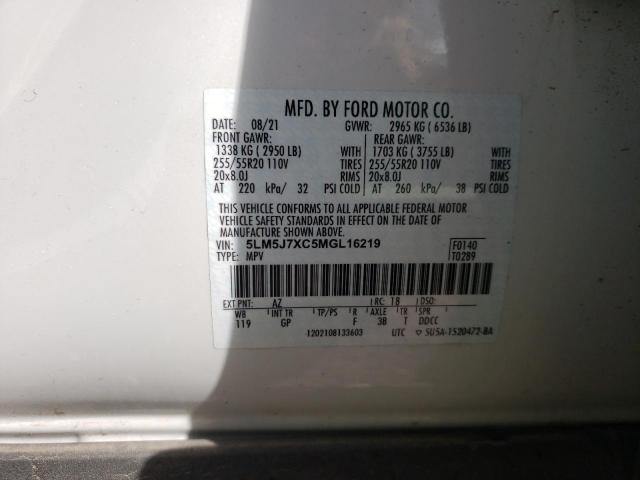 MFD. BY FORD MOTOR CO.
DATE: 08/21 GVWR: 2965 KG ( 6536 LB)
FRONT GAWR: REAR GAWR:
1338 KG ( 2950 LB) WITH 1703 KG ( 3755 LB) WITH
255/55R20 110V TIRES 255/55R20 110V TIRES
20x8.0J RIMS 20x8.0J RIMS
AT 220 kPa/ 32 PSI COLD AT 260 kPa/ 38 PSI COLD
THIS VEHICLE CONFORMS TO ALL APPLICABLE FEDERAL MOTOR
VEHICLE SAFETY STANDARDS IN EFFECT ON THE DATE OF
MANUFACTURE SHOWN ABOVE.
VIN: 5LM5J7XC5MGL16219 F0140
TYPE: MPV T0289
EXT PNT: AZ RC: 18 DSO:
WB INT TR TP/PS R AXLE TR SPR
119 GP F 3B T DDCC
1202108133603 UTC ▽ 5U5A-1520472-BA